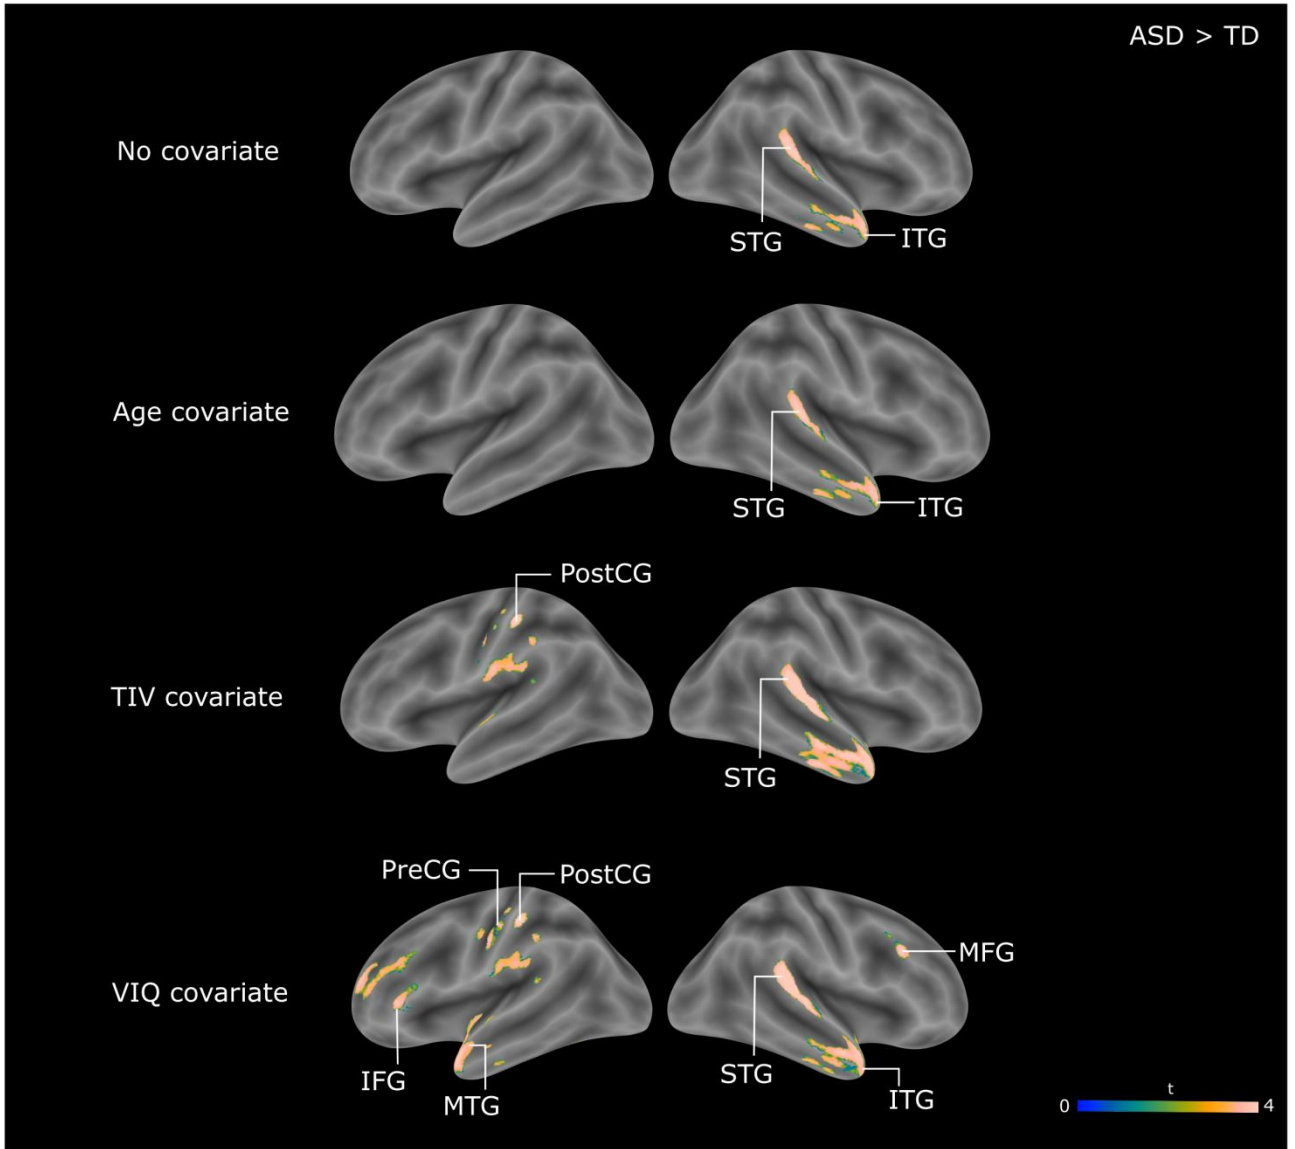 ASD > TD
No covariate
STG
ITG
Age covariate
STG
ITG
PostCG
TIV covariate
STG
PreCG
PostCG
MFG
VIQ covariate
IFG
MTG
STG
ITG
t
0
4